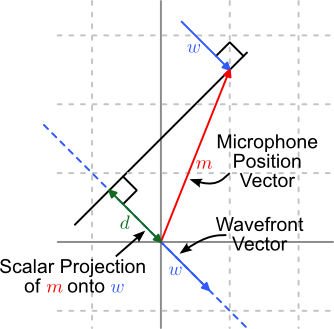 w
Microphone
Position
Vector
m
d
Wavefront
Vector
Scalar Projection
of m onto w
w